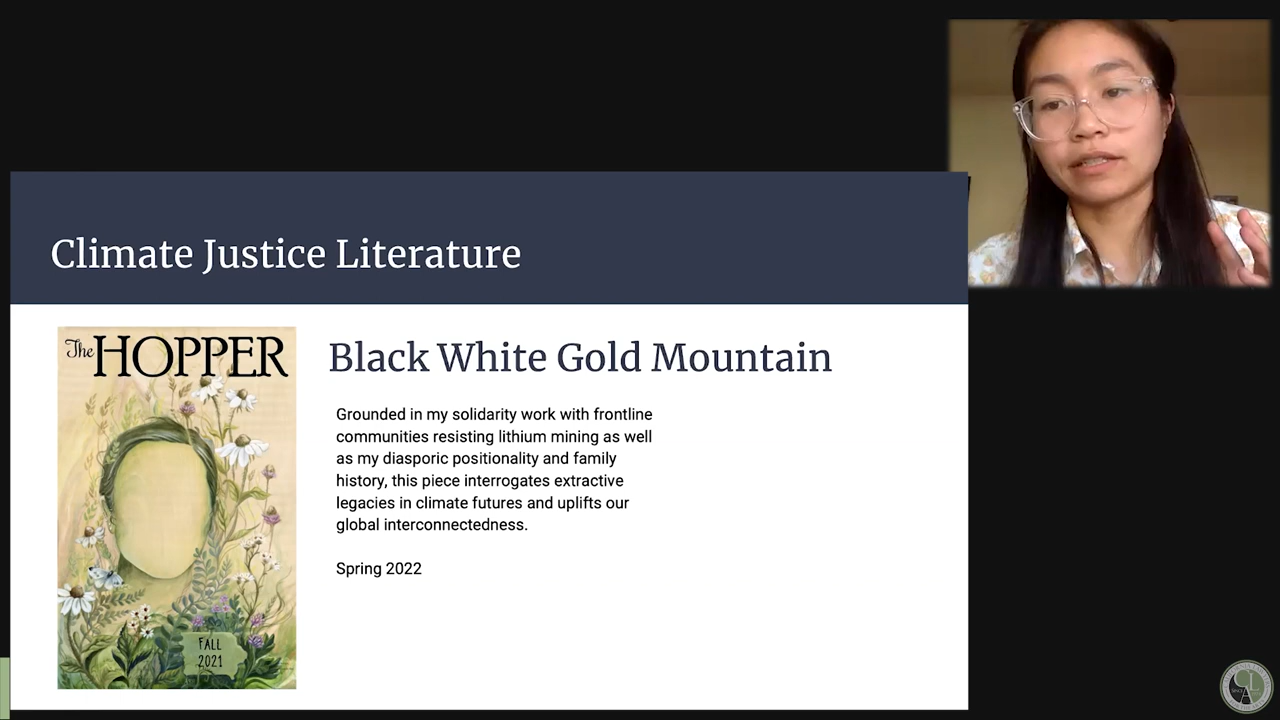 Climate Justice Literature
The HOPPER
Black White Gold Mountain
Grounded in my solidarity work with frontline
communities resisting lithium mining as well
as my diasporic positionality and family
history, this piece interrogates extractive
legacies in climate futures and uplifts our
global interconnectedness.
Spring 2022
FALL
2021